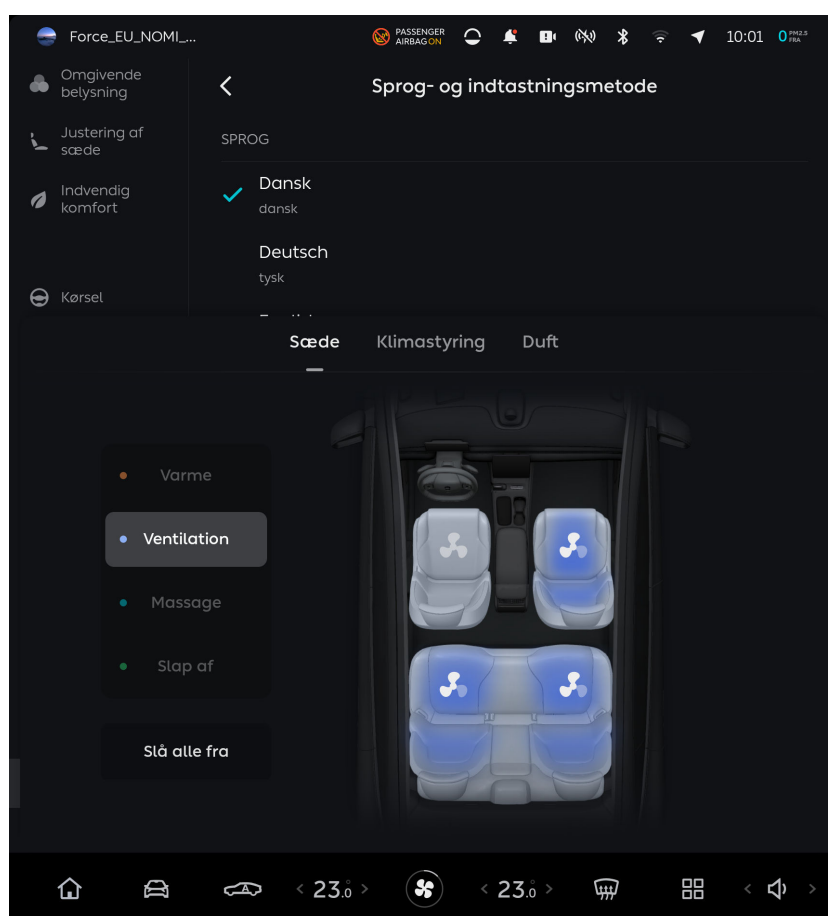 Force_EU_NOMI_...
PASSENGER
AIRBAG ON
10:01
0 PM2.5
FRA
Omgivende
belysning
Justering af
sæde
Indvendig
komfort
Kørsel
Sprog- og indtastningsmetode
SPROG
Dansk
dansk
Deutsch
tysk
Sæde
Klimastyring
Duft
Varme
Ventilation
Massage
Slap af
Slå alle fra
< 23.0° >
< 23.0° >